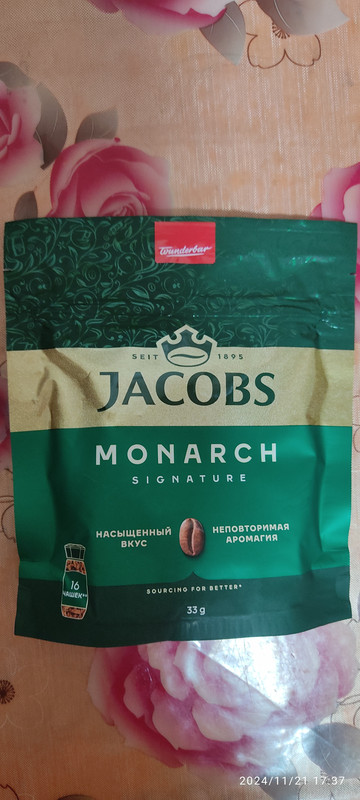 Wunderbar
SEIT 1895
JACOBS
MONARCH
SIGNATURE
НАСЫЩЕННЫЙ
ВКУС
НЕПОВТОРИМАЯ
АРОМАГИЯ
16
ЧАШЕК**
SOURCING FOR BETTER*
33 g
2024/11/21 17:37